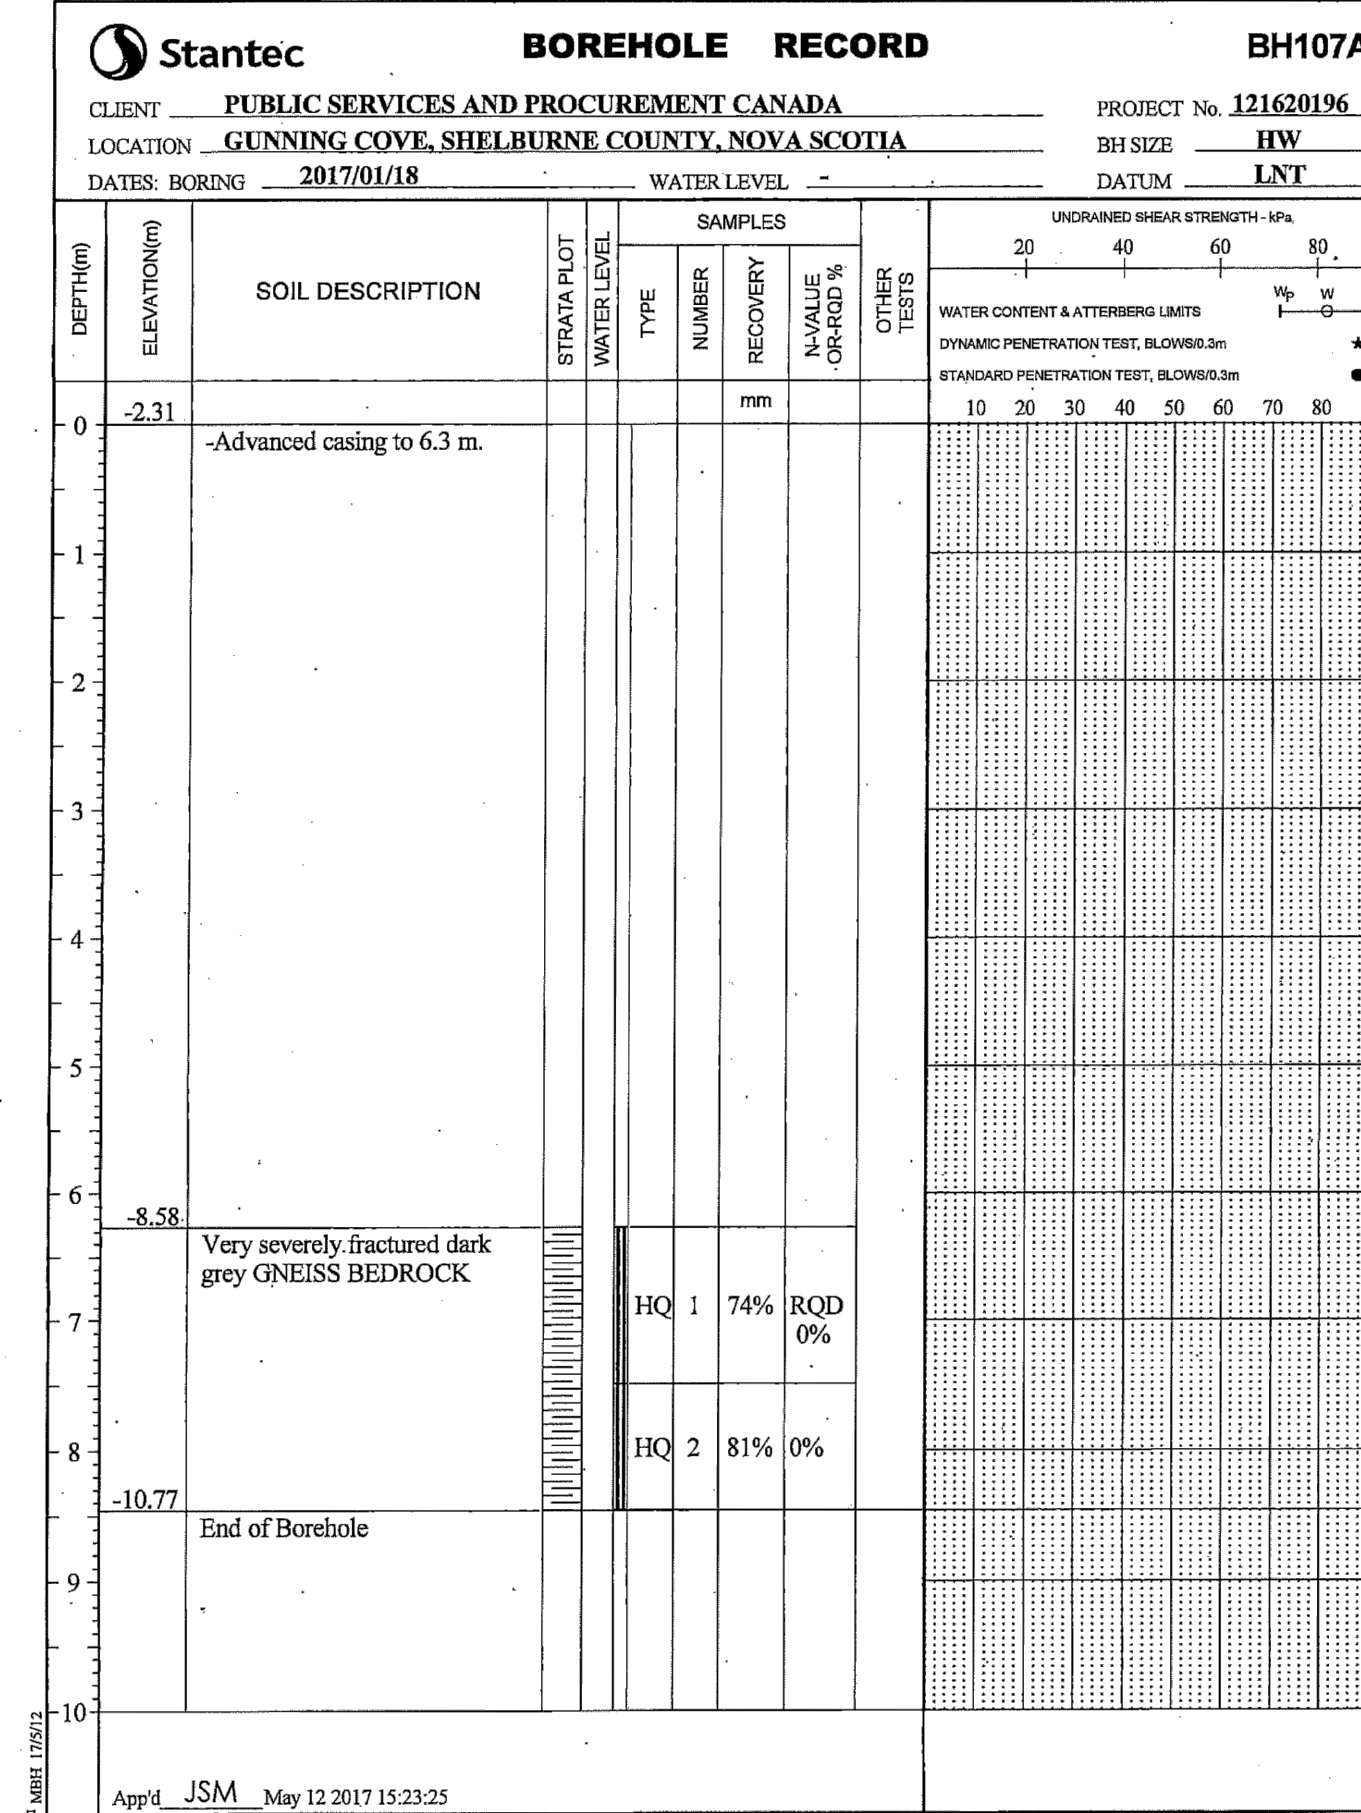 Stantec
BOREHOLE RECORD
BH107A
CLIENT PUBLIC SERVICES AND PROCUREMENT CANADA
PROJECT No. 121620196
LOCATION GUNNING COVE, SHELBURNE COUNTY, NOVA SCOTIA
BH SIZE HW
DATES: BORING 2017/01/18 WATER LEVEL -
DATUM LNT
DEPTH(m)
ELEVATION(m)
SOIL DESCRIPTION
STRATA PLOT
WATER LEVEL
SAMPLES
TYPE
NUMBER
RECOVERY
N-VALUE
OR-RQD %
OTHER
TESTS
UNDRAINED SHEAR STRENGTH - kPa
20 40 60 80
WP W
WATER CONTENT & ATTERBERG LIMITS
DYNAMIC PENETRATION TEST, BLOWS/0.3m ★
STANDARD PENETRATION TEST, BLOWS/0.3m ●
mm
10 20 30 40 50 60 70 80
0
-2.31
-Advanced casing to 6.3 m.
1
2
3
4
5
6
-8.58
Very severely fractured dark
grey GNEISS BEDROCK
7
HQ 1 74% RQD
0%
8
HQ 2 81% 0%
-10.77
End of Borehole
9
10
MBH 17/5/12
App'd JSM May 12 2017 15:23:25